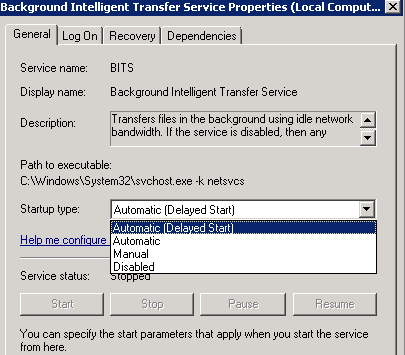 Background Intelligent Transfer Service Properties (Local Comput...
General
Log On
Recovery
Dependencies
Service name:
BITS
Display name:
Background Intelligent Transfer Service
Description:
Transfers files in the background using idle network
bandwidth. If the service is disabled, then any
Path to executable:
C:\Windows\System32\svchost.exe -k netsvcs
Startup type:
Automatic (Delayed Start)
Automatic (Delayed Start)
Automatic
Manual
Disabled
Help me configure
Service status:
Stopped
Start
Stop
Pause
Resume
You can specify the start parameters that apply when you start the service
from here.